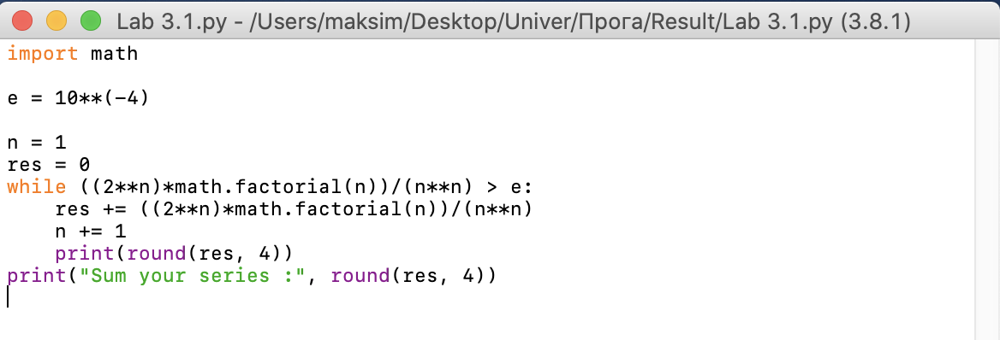 Lab 3.1.py - /Users/maksim/Desktop/Univer/Прога/Result/Lab 3.1.py (3.8.1)
import math
e = 10**(-4)
n = 1
res = 0
while ((2**n)*math.factorial(n))/(n**n) > e:
    res += ((2**n)*math.factorial(n))/(n**n)
    n += 1
    print(round(res, 4))
print("Sum your series :", round(res, 4))